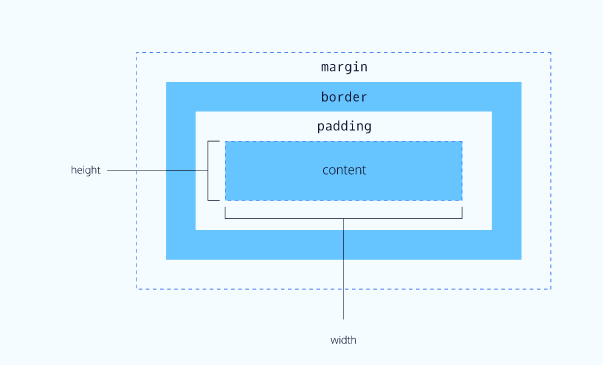 margin
border
padding
content
height
width